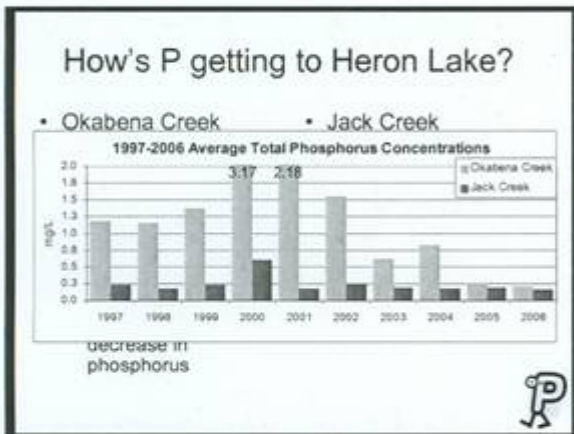 How's P getting to Heron Lake?
• Okabena Creek
• Jack Creek
1997-2006 Average Total Phosphorus Concentrations
2.0
1.8
1.5
1.3
1.0
0.8
0.5
0.3
0.0
mg/L
3.17
2.18
Okabena Creek
Jack Creek
1997
1998
1999
2000
2001
2002
2003
2004
2005
2006
decrease in
phosphorus
P